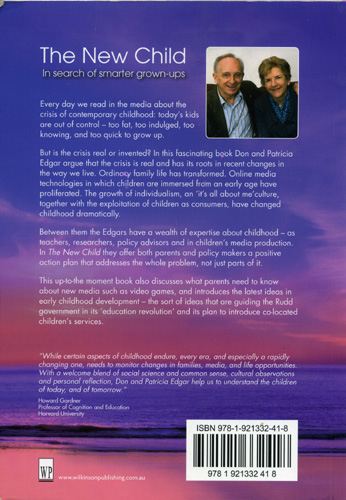 The New Child
In search of smarter grown-ups
Every day we read in the media about the
crisis of contemporary childhood: today's kids
are out of control – too fat, too indulged, too
knowing, and too quick to grow up.
But is the crisis real or invented? In this fascinating book Don and Patricia
Edgar argue that the crisis is real and has its roots in recent changes in
the way we live. Ordinary family life has transformed. Online media
technologies in which children are immersed from an early age have
proliferated. The growth of individualism, an 'it's all about me' culture,
together with the exploitation of children as consumers, have changed
childhood dramatically.
Between them the Edgars have a wealth of expertise about childhood – as
teachers, researchers, policy advisors and in children's media production.
In The New Child they offer both parents and policy makers a positive
action plan that addresses the whole problem, not just parts of it.
This up-to-the moment book also discusses what parents need to know
about new media such as video games, and introduces the latest ideas in
early childhood development – the sort of ideas that are guiding the Rudd
government in its 'education revolution' and its plan to introduce co-located
children's services.
"While certain aspects of childhood endure, every era, and especially a rapidly
changing one, needs to monitor changes in families, media, and life opportunities.
With a welcome blend of social science and common sense, cultural observations
and personal reflection, Don and Patricia Edgar help us to understand the children
of today, and of tomorrow."
Howard Gardner
Professor of Cognition and Education
Harvard University
ISBN 978-1-921332-41-8
9 781921332418
WP
www.wilkinsonpublishing.com.au